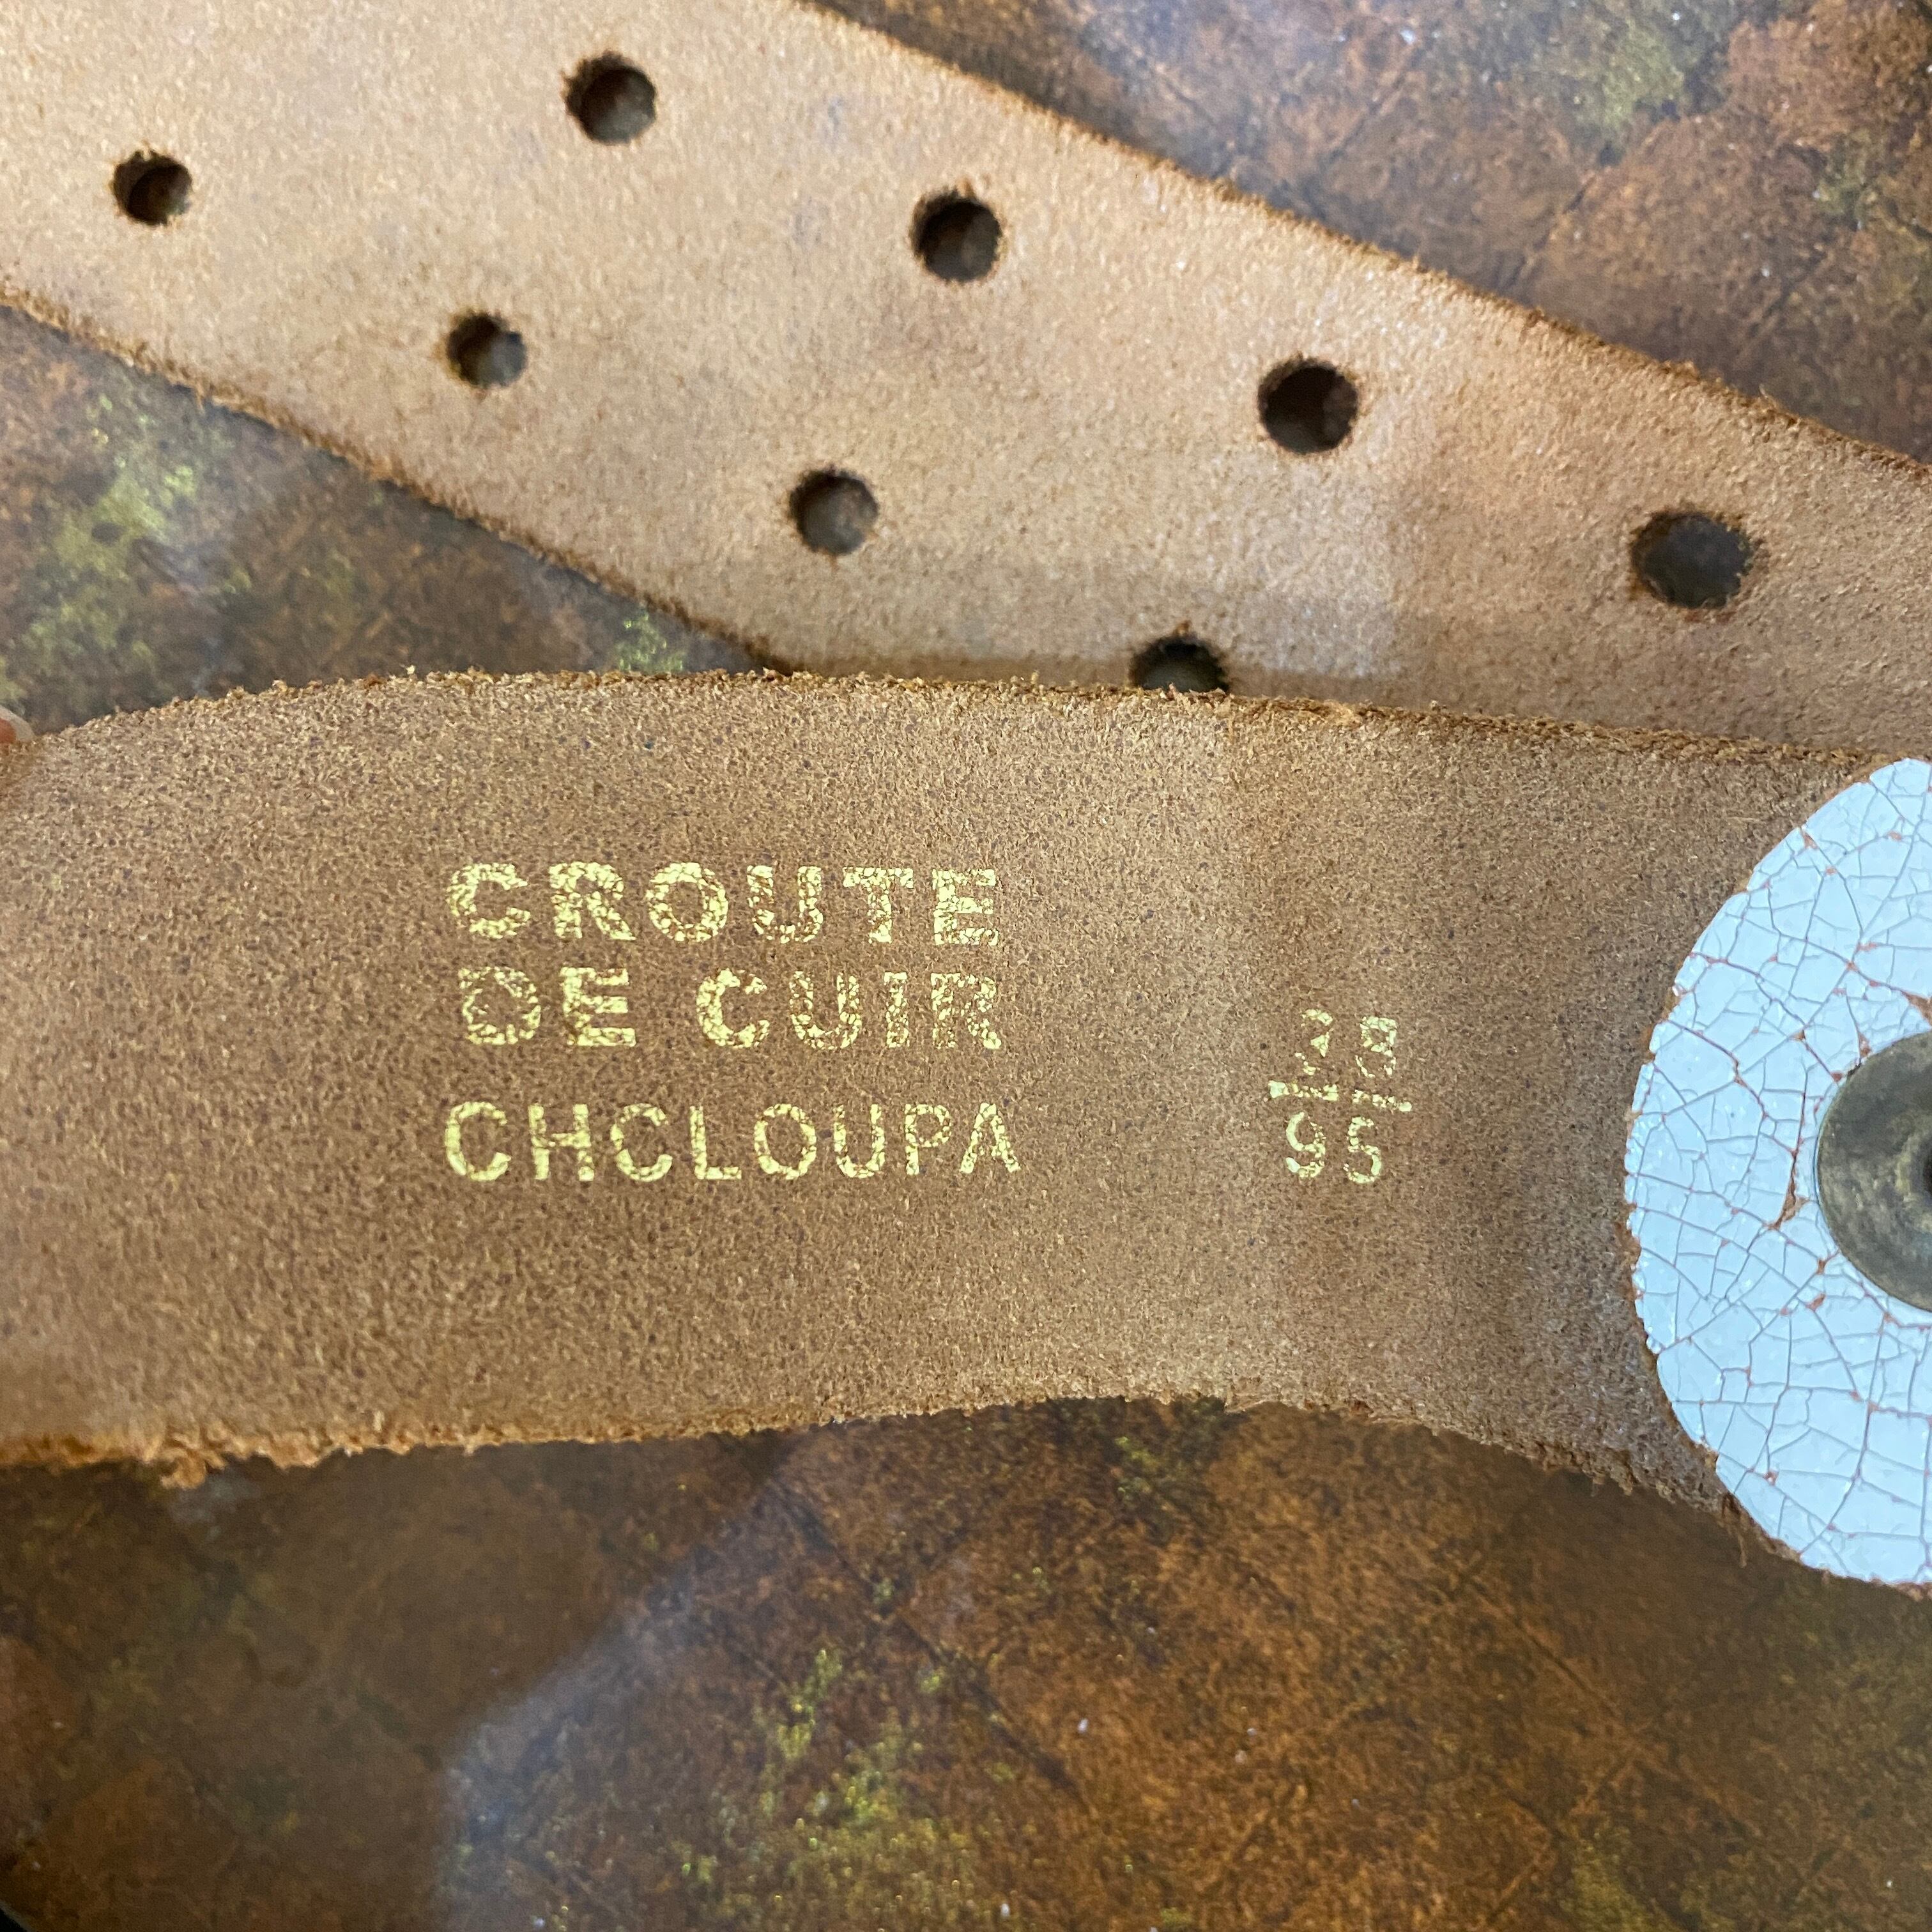 CROUTE
DE CUIR
CHCLOUPA
38
95